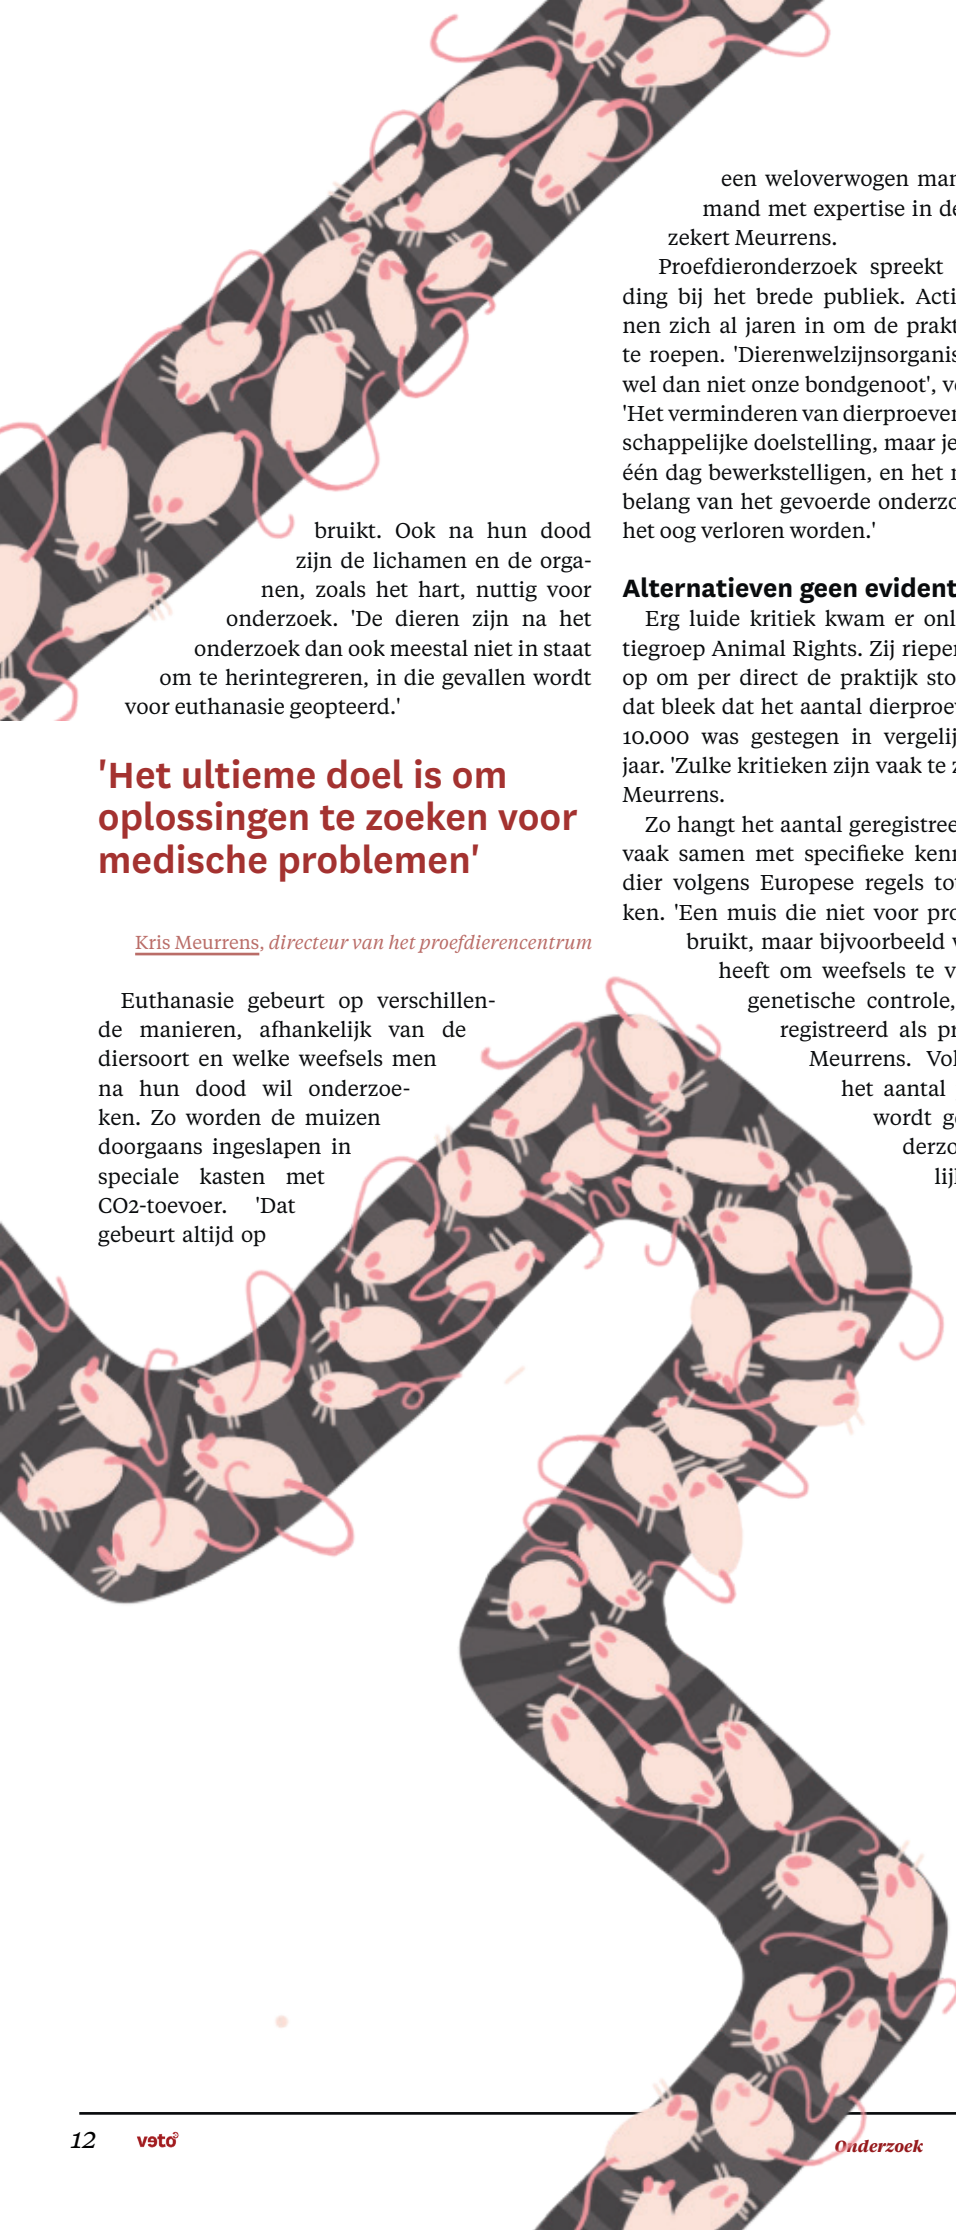 bruikt. Ook na hun dood
zijn de lichamen en de orga-
nen, zoals het hart, nuttig voor
onderzoek. 'De dieren zijn na het
onderzoek dan ook meestal niet in staat
om te herintegreren, in die gevallen wordt
voor euthanasie geopteerd.'
'Het ultieme doel is om
oplossingen te zoeken voor
medische problemen'
Kris Meurrens, directeur van het proefdierencentrum
Euthanasie gebeurt op verschillen-
de manieren, afhankelijk van de
diersoort en welke weefsels men
na hun dood wil onderzoe-
ken. Zo worden de muizen
doorgaans ingeslapen in
speciale kasten met
CO2-toevoer. 'Dat
gebeurt altijd op
een weloverwogen
mand met expertise in
zekert Meurrens.
Proefdieronderzoek spreekt
ding bij het brede publiek.
nen zich al jaren in om de
te roepen.
wel dan niet onze bondgenoot',
'Het verminderen van
schappelijke doelstelling, maar
één dag bewerkstelligen, en het
belang van het gevoerde
het oog verloren worden.'
Alternatieven geen evident
Erg luide kritiek kwam er
tiegroep Animal Rights. Zij
op om per direct de praktijk
dat bleek dat het aantal
10.000 was gestegen in
jaar. 'Zulke kritieken zijn vaak te
Meurrens.
Zo hangt het aantal
vaak samen met specifieke
dier volgens Europese regels
ken. 'Een muis die niet voor
bruikt, maar bijvoorbeeld
heeft om weefsels te
genetische controle,
registreerd als
Meurrens.
het aantal
wordt
12
veto
Onderzoek